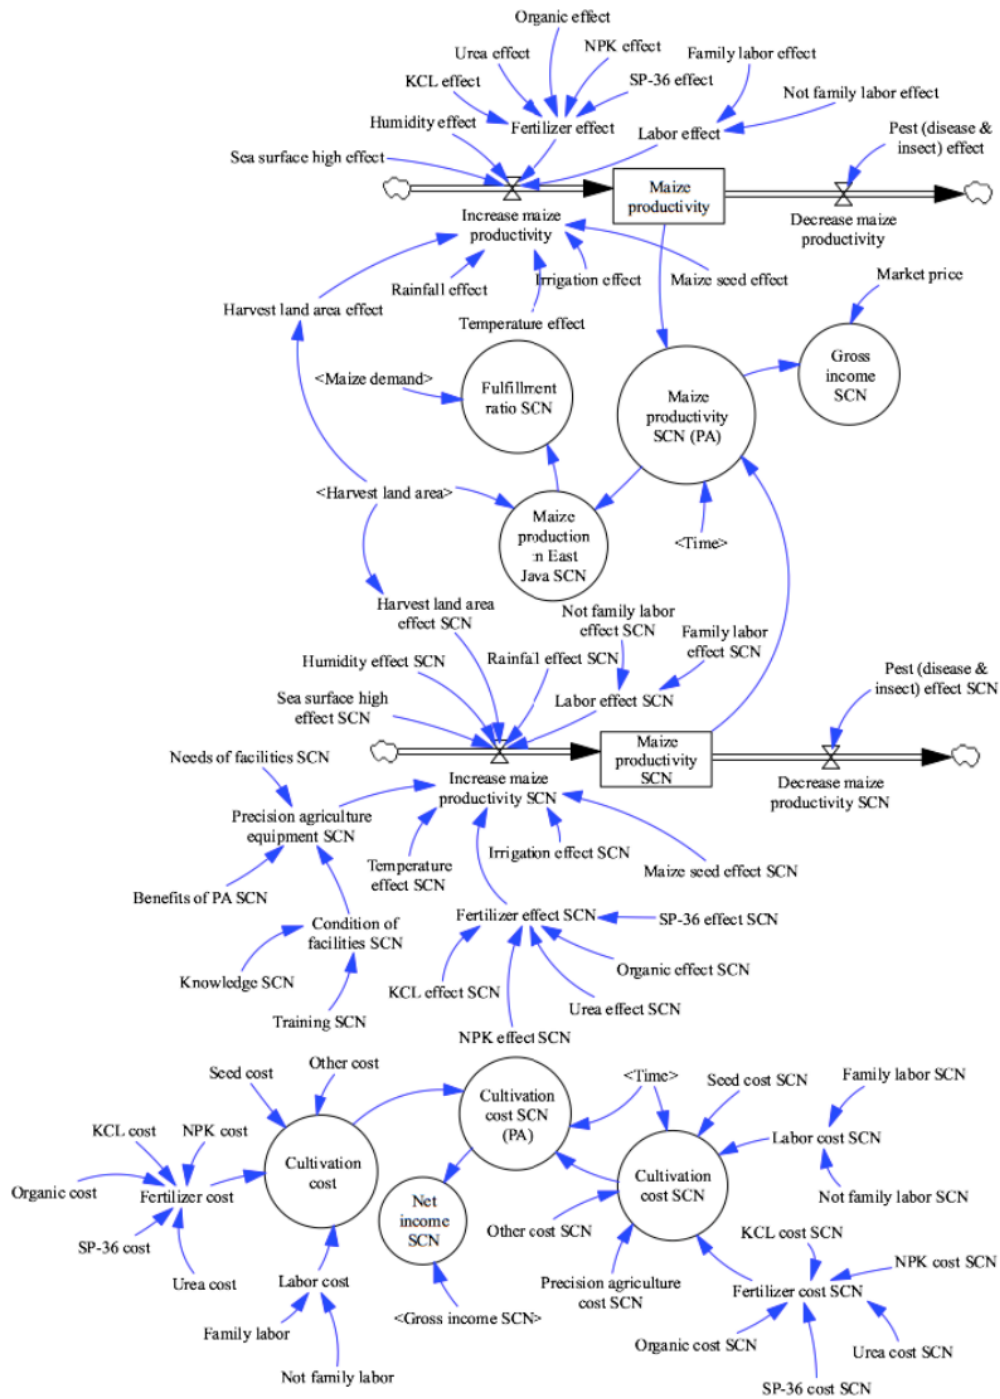 Organic effect
Urea effect
NPK effect
Family labor effect
KCL effect
SP-36 effect
Not family labor effect
Humidity effect
Fertilizer effect
Labor effect
Pest (disease &
insect) effect
Sea surface high effect
Maize
productivity
Increase maize
productivity
Decrease maize
productivity
Rainfall effect
Irrigation effect
Maize seed effect
Market price
Harvest land area effect
Temperature effect
<Maize demand>
Fulfillment
ratio SCN
Maize
productivity
SCN (PA)
Gross
income
SCN
<Harvest land area>
Maize
production
in East
Java SCN
<Time>
Harvest land area
effect SCN
Not family labor
effect SCN
Family labor
effect SCN
Humidity effect SCN
Rainfall effect SCN
Pest (disease &
insect) effect SCN
Sea surface high
effect SCN
Labor effect SCN
Needs of facilities SCN
Maize
productivity
SCN
Increase maize
productivity SCN
Decrease maize
productivity SCN
Precision agriculture
equipment SCN
Temperature
effect SCN
Irrigation effect SCN
Maize seed effect SCN
Benefits of PA SCN
Condition of
facilities SCN
Fertilizer effect SCN
SP-36 effect SCN
Knowledge SCN
KCL effect SCN
Organic effect SCN
Training SCN
Urea effect SCN
NPK effect SCN
Seed cost
Other cost
Cultivation
cost SCN
(PA)
<Time>
Seed cost SCN
Family labor SCN
KCL cost
NPK cost
Labor cost SCN
Organic cost
Fertilizer cost
Cultivation
cost
Cultivation
cost SCN
Not family labor SCN
Net
income
SCN
Other cost SCN
KCL cost SCN
SP-36 cost
NPK cost SCN
Urea cost
Labor cost
Precision agriculture
cost SCN
Fertilizer cost SCN
<Gross income SCN>
Family labor
Organic cost SCN
Urea cost SCN
Not family labor
SP-36 cost SCN